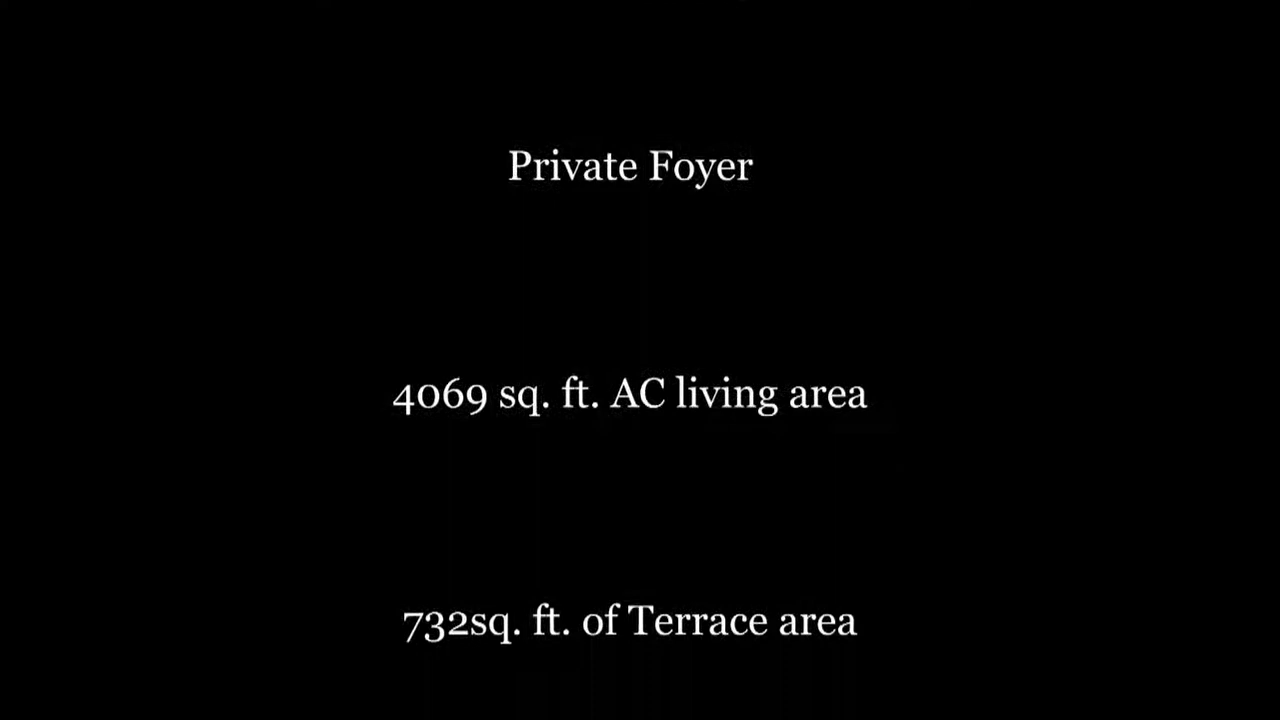 Private Foyer
4069 sq. ft. AC living area
732sq. ft. of Terrace area